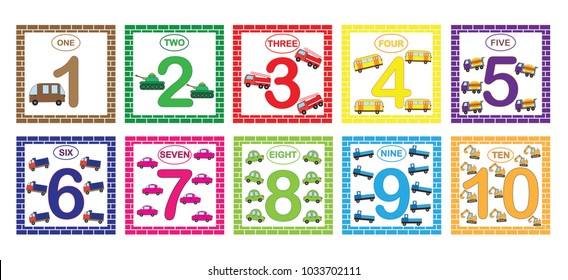 ONE TWO THREE FOUR FIVE
1 2 3 4 5
SIX SEVEN EIGHT NINE TEN
6 7 8 9 10
shutterstock.com · 1033702111